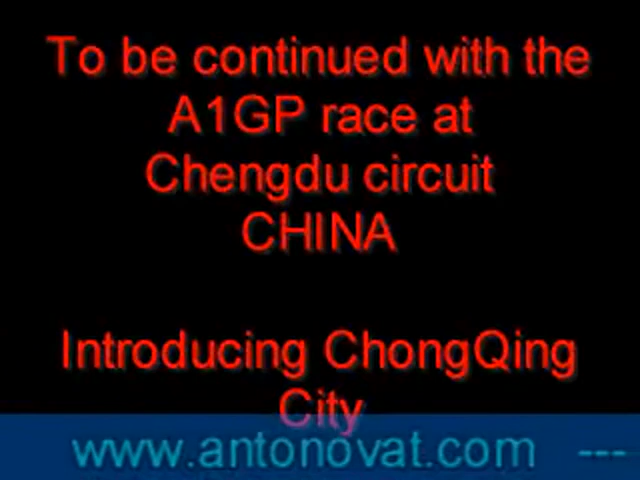 To be continued with the
A1GP race at
Chengdu circuit
CHINA
Introducing ChongQing
City
www.antonovat.com ---